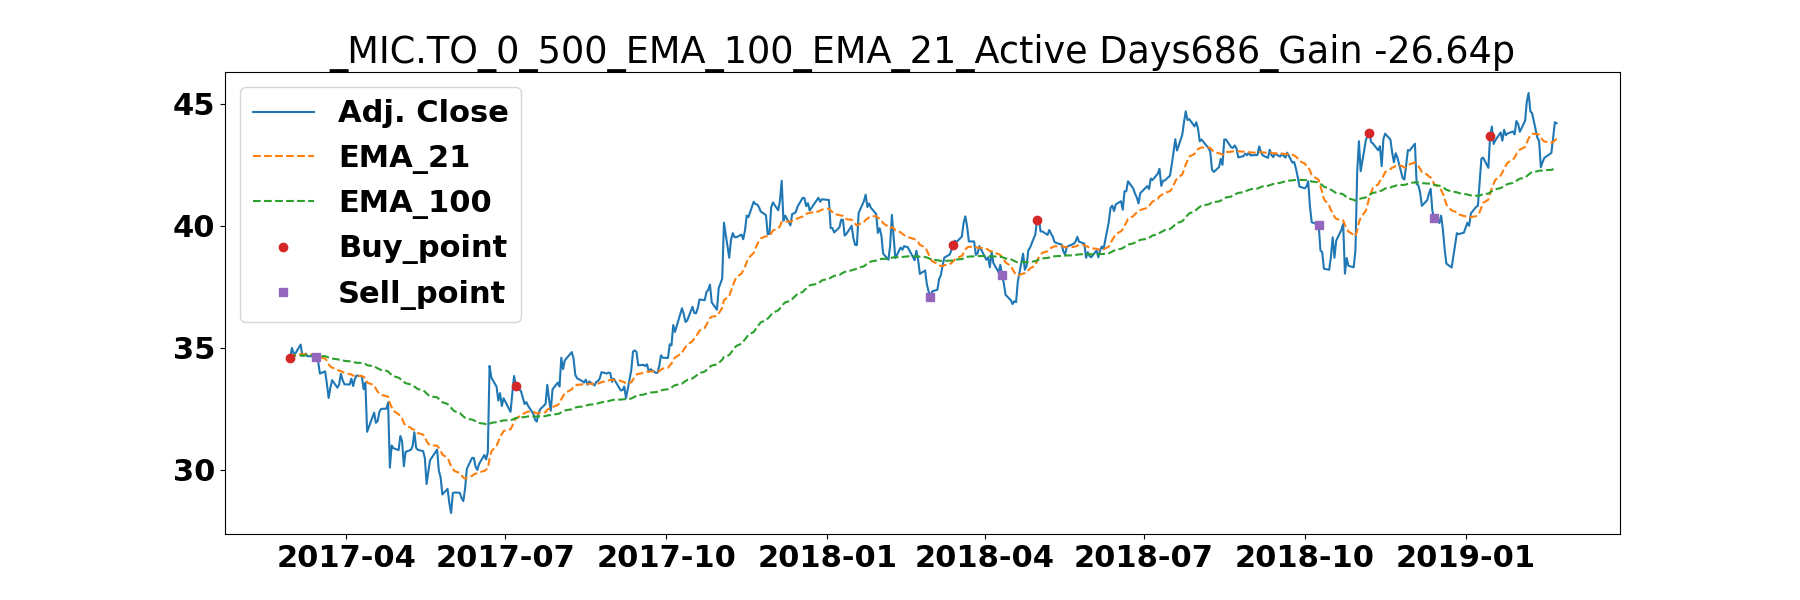 _MIC.TO_0_500_EMA_100_EMA_21_Active Days686_Gain -26.64p
45
40
35
30
Adj. Close
EMA_21
EMA_100
Buy_point
Sell_point
2017-04 2017-07 2017-10 2018-01 2018-04 2018-07 2018-10 2019-01